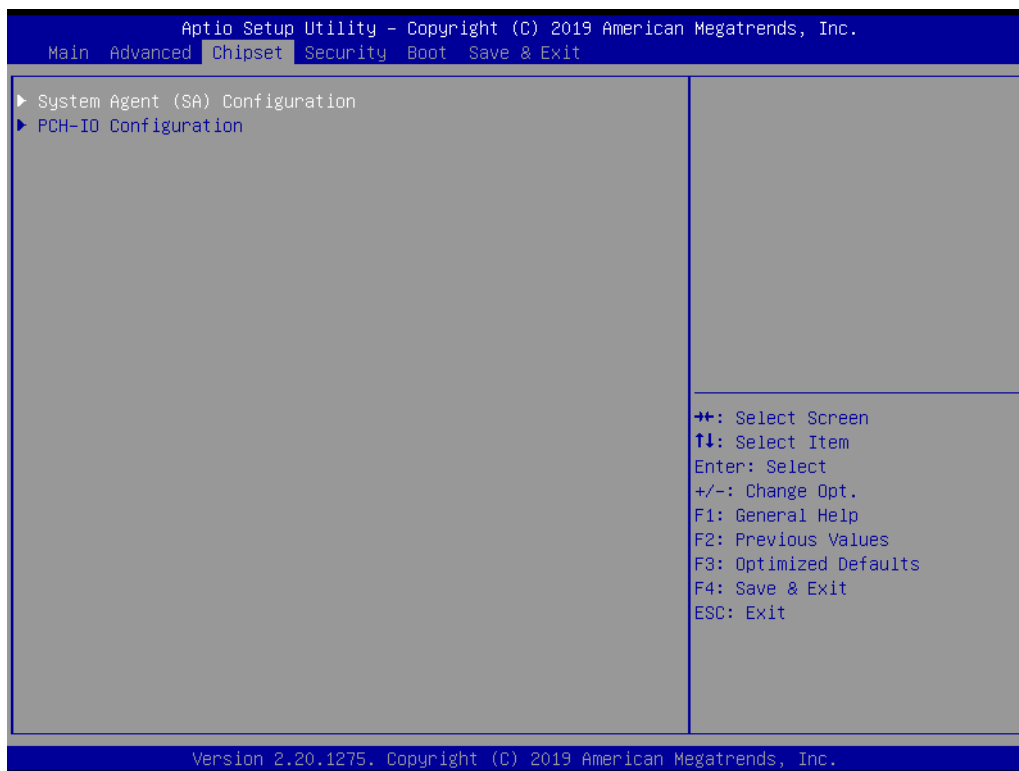 Aptio Setup Utility – Copyright (C) 2019 American Megatrends, Inc.
Main Advanced Chipset Security Boot Save & Exit
▶ System Agent (SA) Configuration
▶ PCH-IO Configuration
→←: Select Screen
↑↓: Select Item
Enter: Select
+/-: Change Opt.
F1: General Help
F2: Previous Values
F3: Optimized Defaults
F4: Save & Exit
ESC: Exit
Version 2.20.1275. Copyright (C) 2019 American Megatrends, Inc.